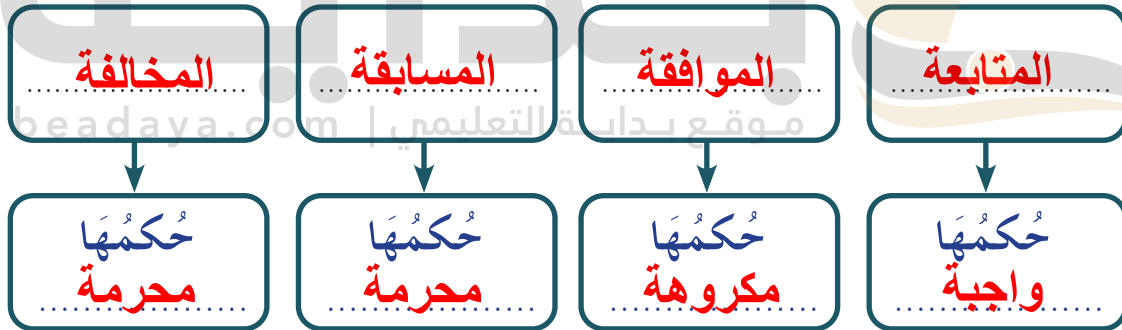 المتابعة
الموافقة
المسابقة
المخالفة
موقع بداية التعليمي | beadaya.com
حُكمُهَا
واجبة
حُكمُهَا
مكروهة
حُكمُهَا
محرمة
حُكمُهَا
محرمة